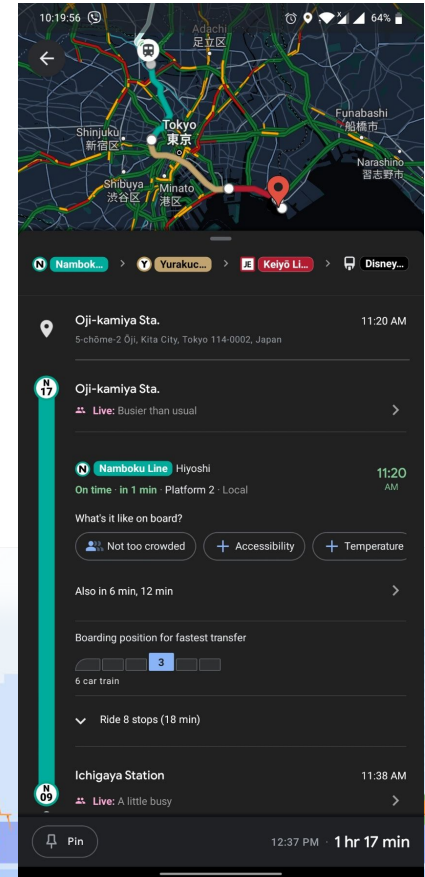 10:19:56 64%
Adachi
足立区
Funabashi
船橋市
Shinjuku
新宿区
Tokyo
東京
Narashino
習志野市
Shibuya
渋谷区
Minato
港区
N Nambok... > Y Yurakuc... > JE Keiyō Li... > Disney...
Oji-kamiya Sta. 11:20 AM
5-chōme-2 Ōji, Kita City, Tokyo 114-0002, Japan
N 17 Oji-kamiya Sta.
Live: Busier than usual
N Namboku Line Hiyoshi 11:20 AM
On time · in 1 min · Platform 2 · Local
What's it like on board?
Not too crowded + Accessibility + Temperature
Also in 6 min, 12 min
Boarding position for fastest transfer
3
6 car train
Ride 8 stops (18 min)
Ichigaya Station 11:38 AM
N 09 Live: A little busy
Pin 12:37 PM · 1 hr 17 min